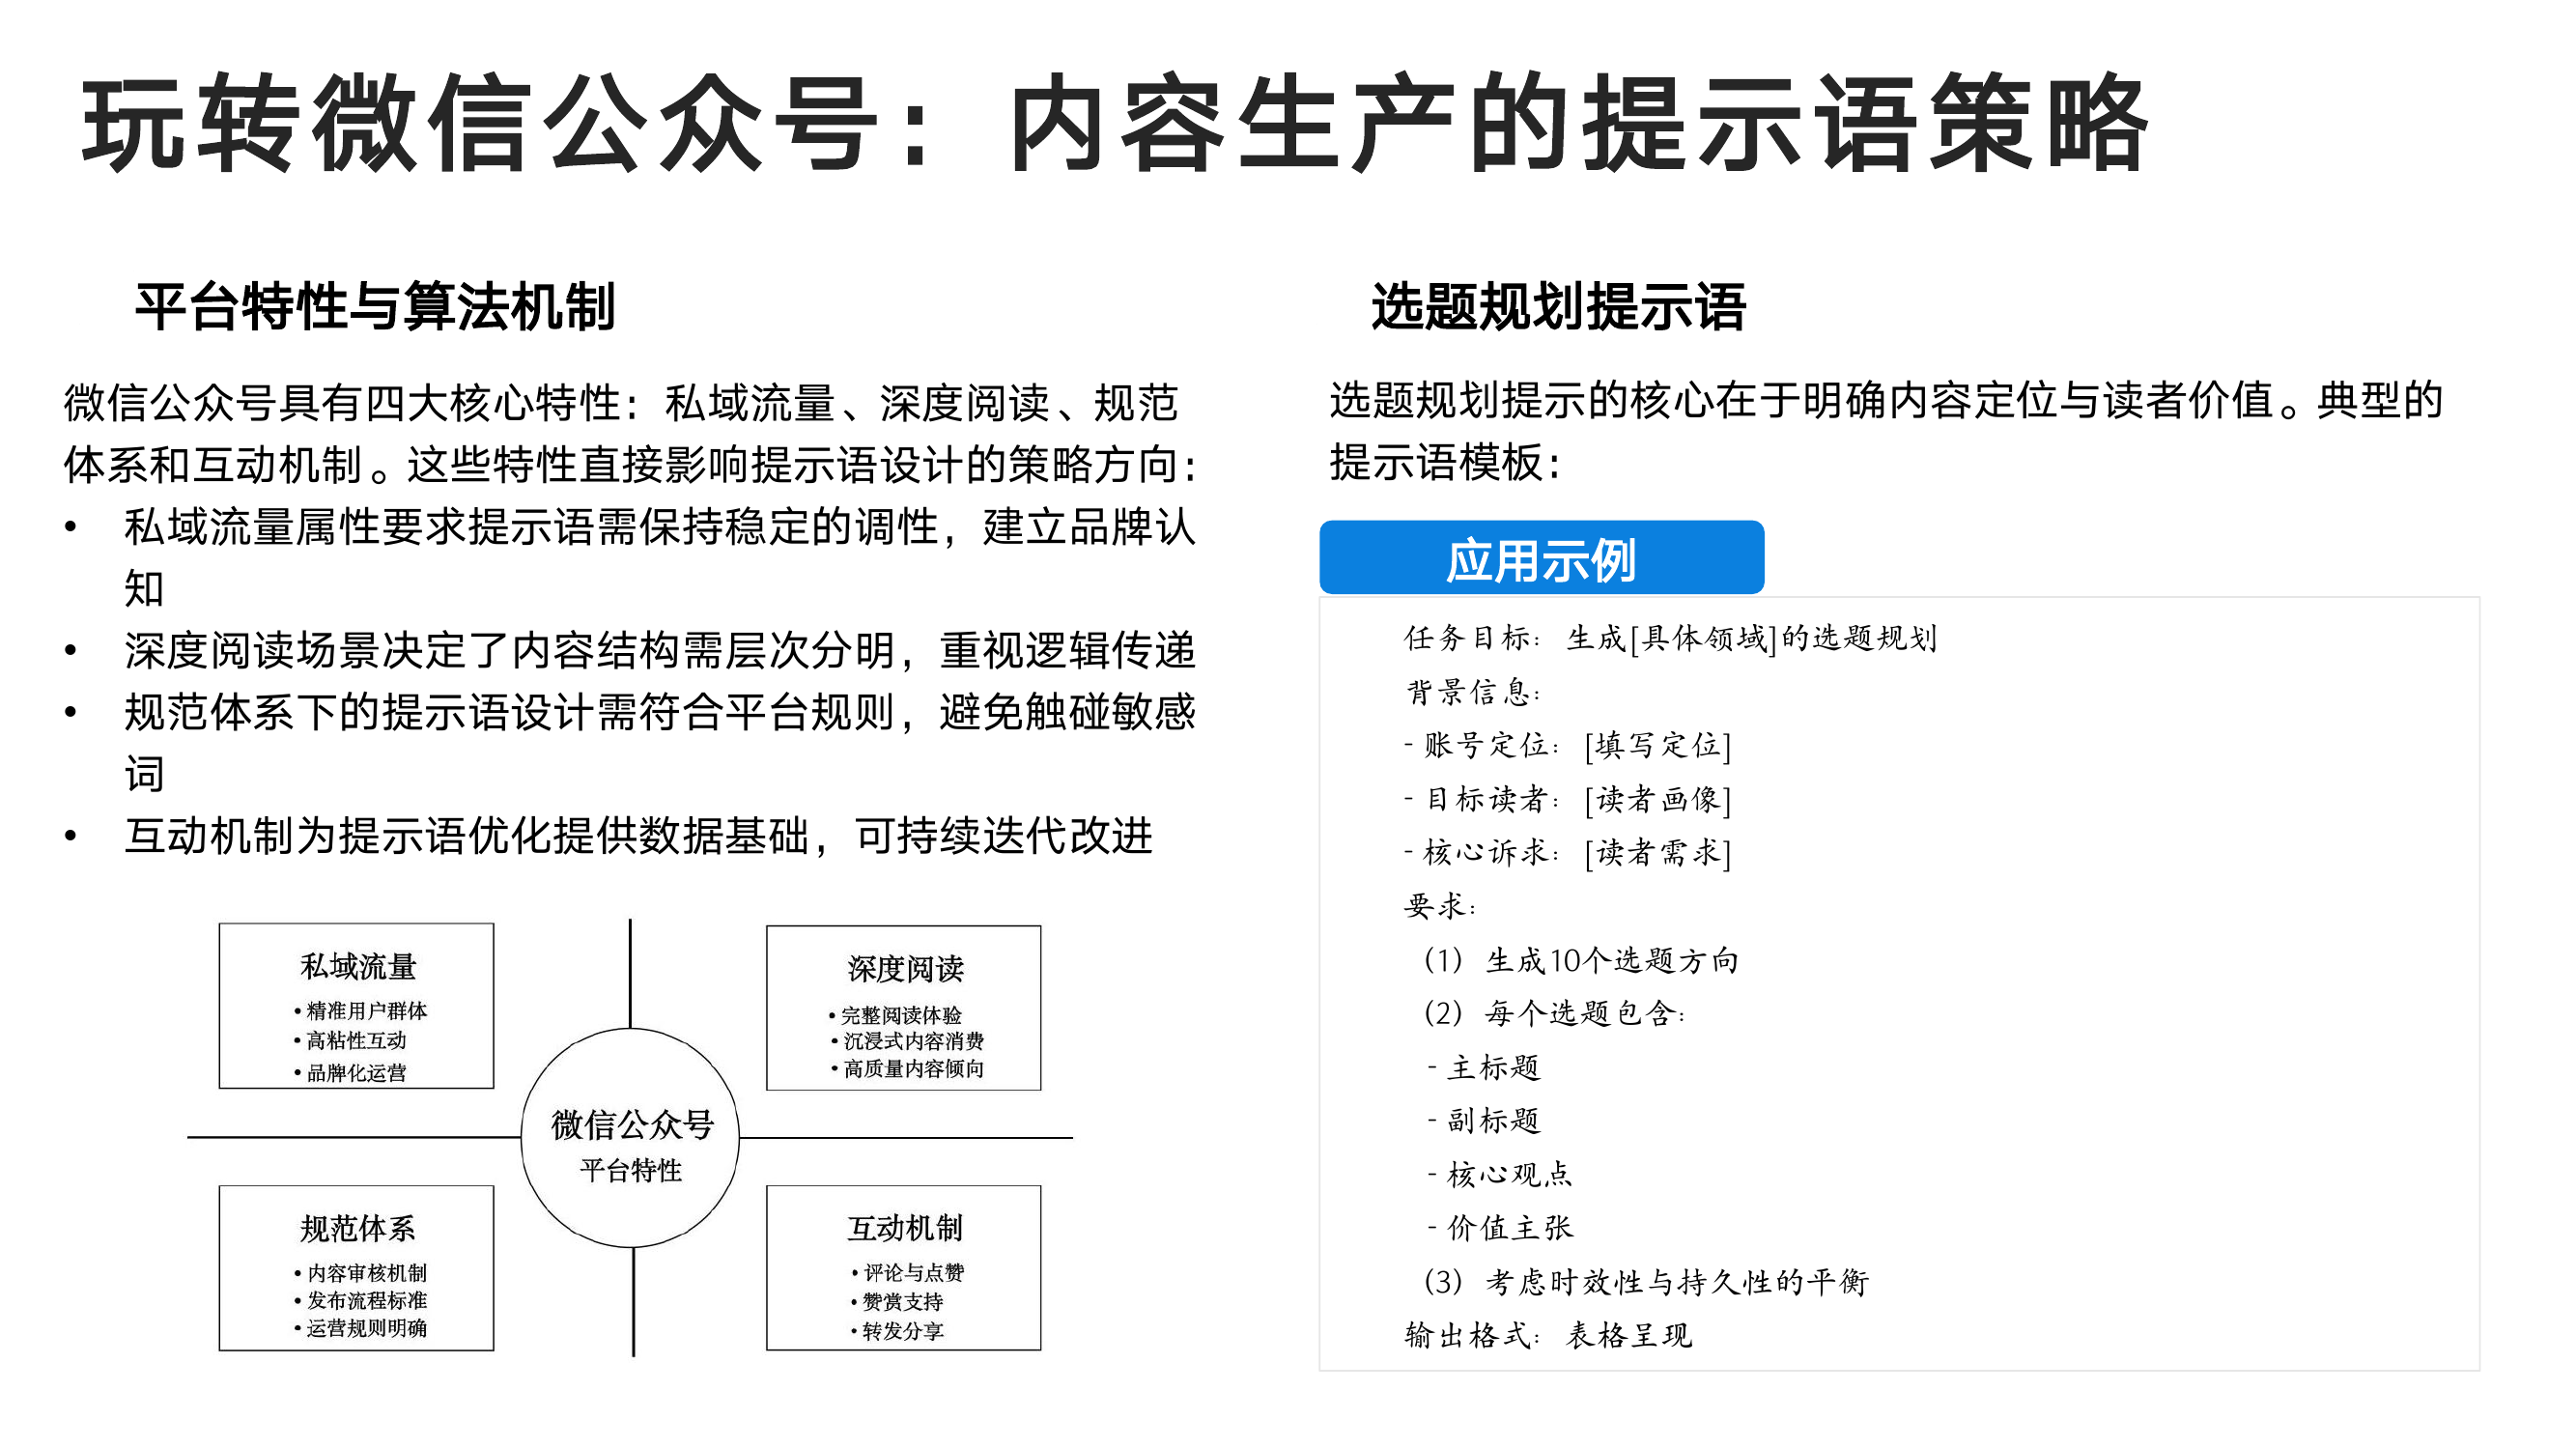 玩转微信公众号：内容生产的提示语策略
平台特性与算法机制
微信公众号具有四大核心特性：私域流量、深度阅读、规范
体系和互动机制。这些特性直接影响提示语设计的策略方向：
• 私域流量属性要求提示语需保持稳定的调性，建立品牌认
知
• 深度阅读场景决定了内容结构需层次分明，重视逻辑传递
• 规范体系下的提示语设计需符合平台规则，避免触碰敏感
词
• 互动机制为提示语优化提供数据基础，可持续迭代改进
私域流量
• 精准用户群体
• 高粘性互动
• 品牌化运营
深度阅读
• 完整阅读体验
• 沉浸式内容消费
• 高质量内容倾向
微信公众号
平台特性
规范体系
• 内容审核机制
• 发布流程标准
• 运营规则明确
互动机制
• 评论与点赞
• 赞赏支持
• 转发分享
选题规划提示语
选题规划提示的核心在于明确内容定位与读者价值。典型的
提示语模板：
应用示例
任务目标：生成[具体领域]的选题规划
背景信息：
- 账号定位：[填写定位]
- 目标读者：[读者画像]
- 核心诉求：[读者需求]
要求：
（1）生成10个选题方向
（2）每个选题包含：
- 主标题
- 副标题
- 核心观点
- 价值主张
（3）考虑时效性与持久性的平衡
输出格式：表格呈现